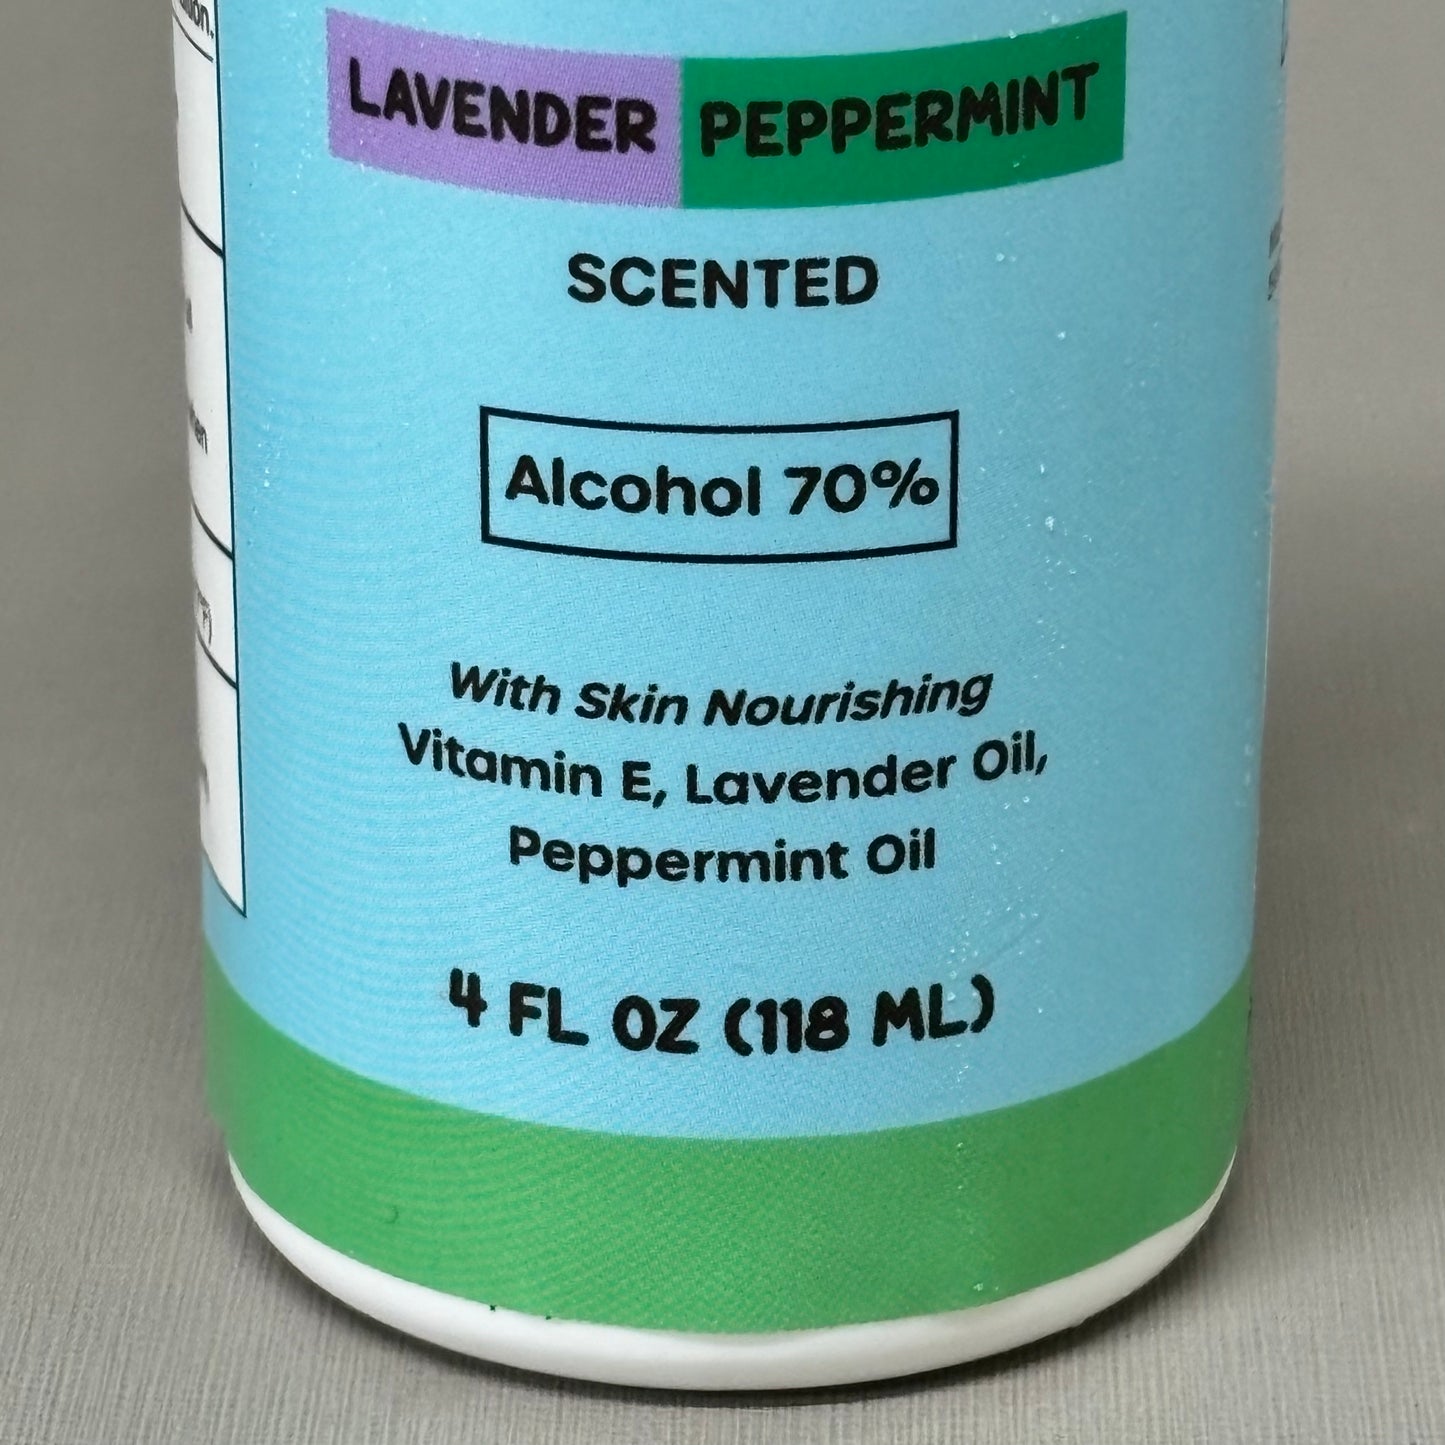 LAVENDER PEPPERMINT
SCENTED
Alcohol 70%
With Skin Nourishing
Vitamin E, Lavender Oil,
Peppermint Oil
4 FL OZ (118 ML)